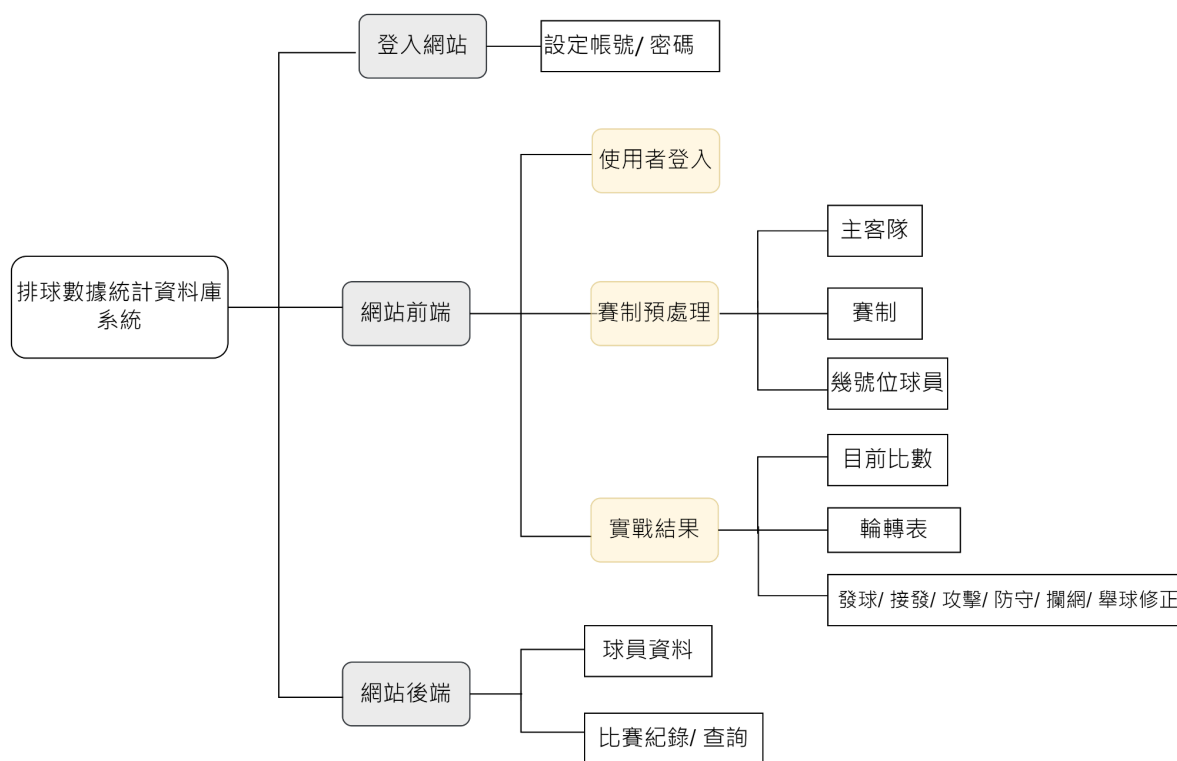 登入網站
設定帳號/ 密碼
使用者登入
主客隊
排球數據統計資料庫
系統
網站前端
賽制預處理
賽制
幾號位球員
目前比數
實戰結果
輪轉表
發球/ 接發/ 攻擊/ 防守/ 攔網/ 舉球修正
網站後端
球員資料
比賽紀錄/ 查詢